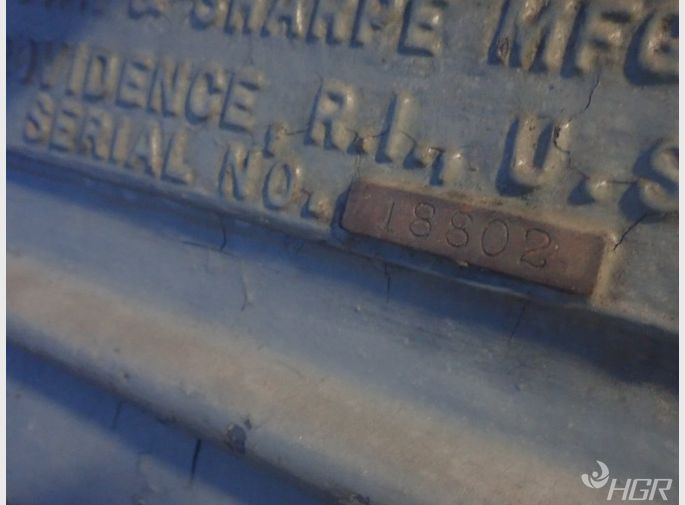 & SHARPE MFG
VIDENCE, R.I., U.S
SERIAL NO. 18802
HGR